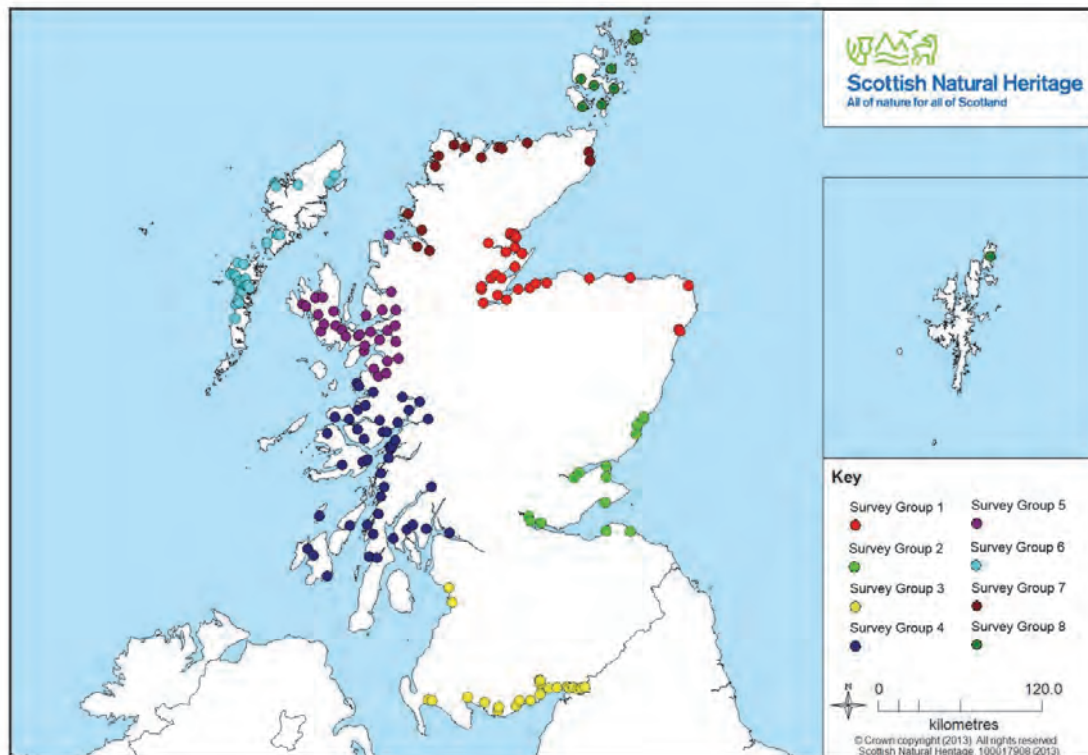 Scottish Natural Heritage
All of nature for all of Scotland
Key
Survey Group 1
Survey Group 5
Survey Group 2
Survey Group 6
Survey Group 3
Survey Group 7
Survey Group 4
Survey Group 8
N
0 120.0
kilometres
© Crown copyright (2013) All rights reserved
Scottish Natural Heritage, 100017908 (2013)